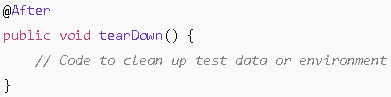 @After
public void tearDown() {
    // Code to clean up test data or environment
}